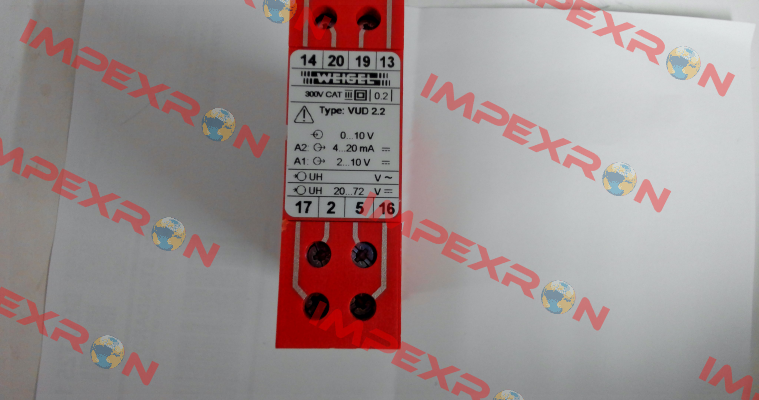 IMPEXRON
IMPEXRON
14 20 19 13
WEIGEL
300V CAT III 0.2
Type: VUD 2.2
0...10 V
A2: 4...20 mA
A1: 2...10 V
UH V ~
UH 20...72 V
17 2 5 16
IMPEXRON
IMPEXRON
IMPEXRON
IMPEXRON
IMPEXRON